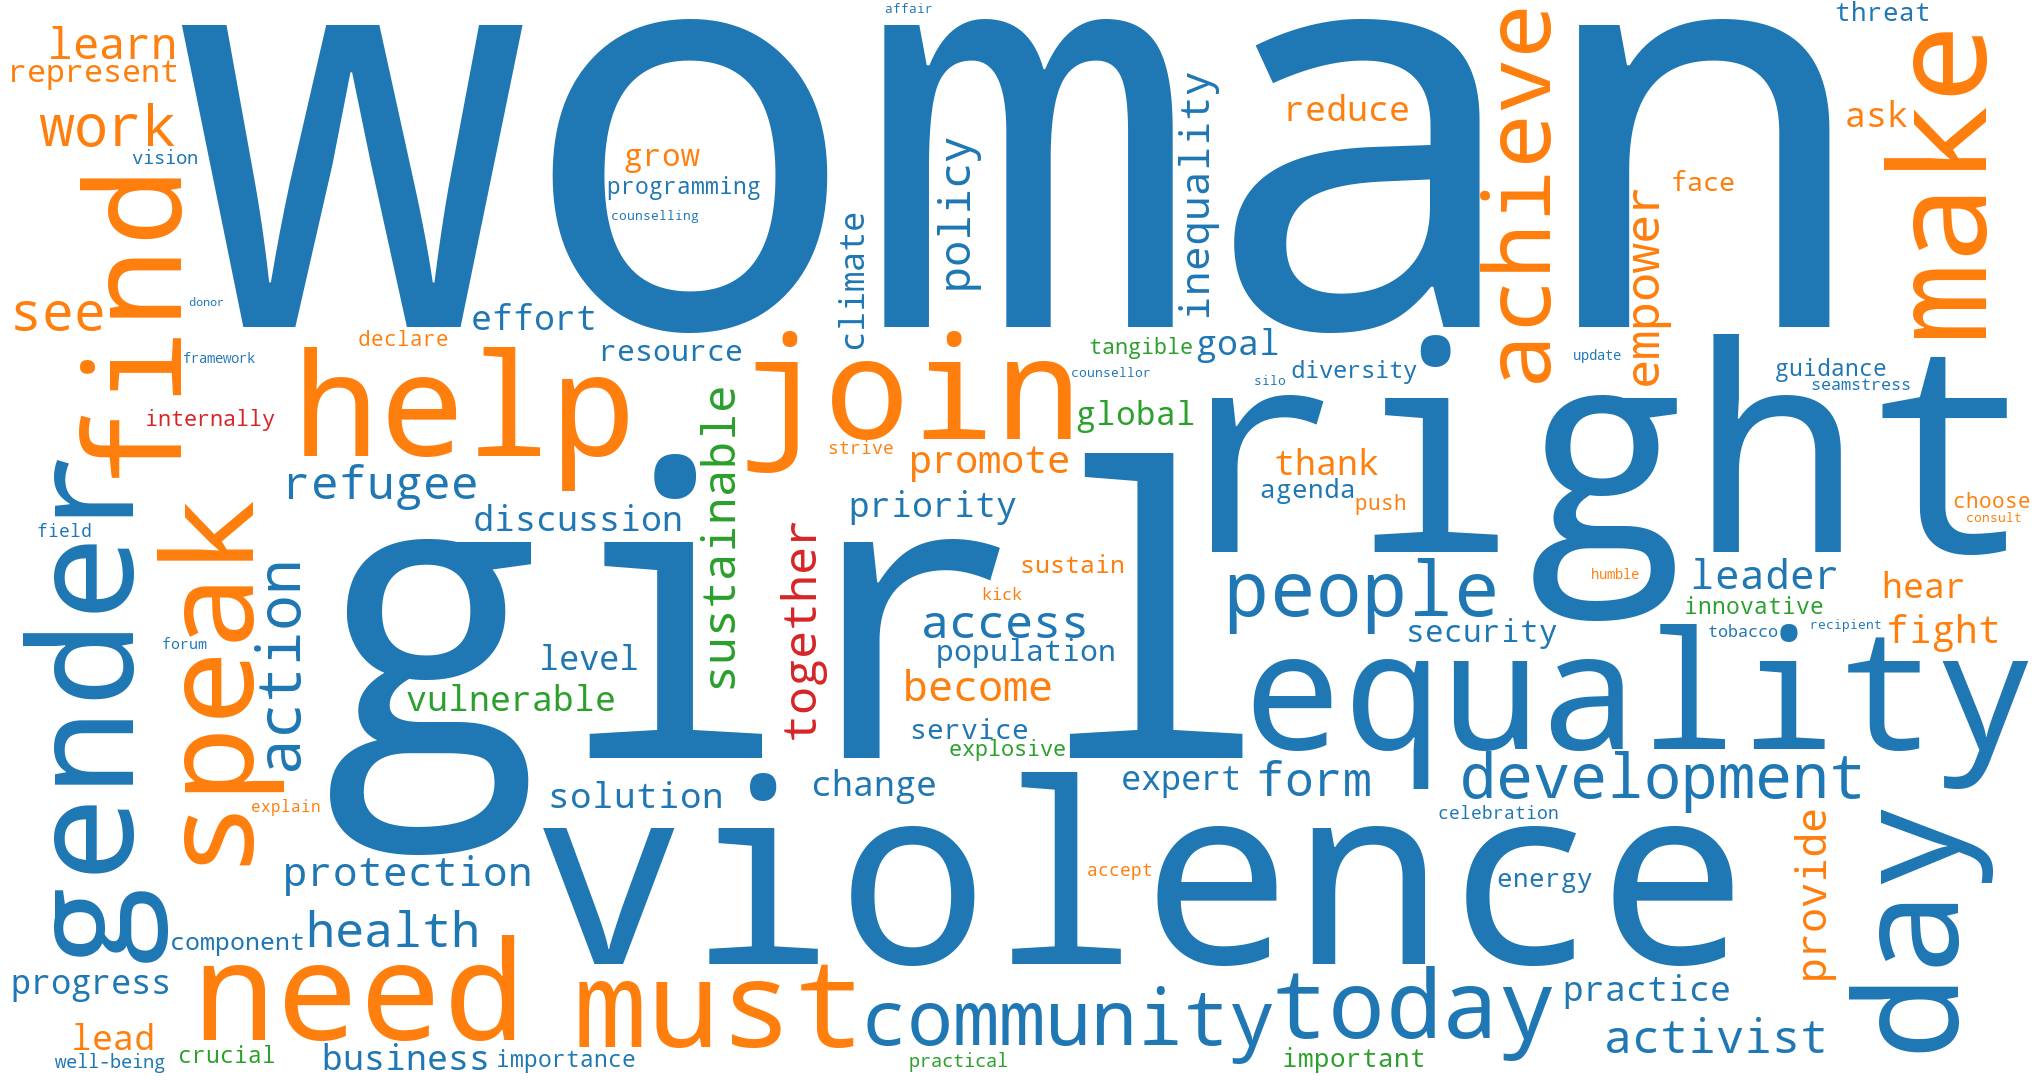 woman
affair
threat
learn
represent
work
vision
find
see
donor
framework
internally
grow
programming
counselling
climate
policy
inequality
reduce
achieve
face
empower
ask
make
effort
declare
resource
help
join
tangible
goal
counsellor
silo
diversity
update
guidance
seamstress
global
right
strive
promote
thank
agenda
push
choose
consult
refugee
discussion
sustainable
priority
together
gender
field
speak
action
forum
explain
girl
level
vulnerable
sustain
kick
access
population
become
service
explosive
people
humble
leader
innovative
hear
security
tobacco
recipient
fight
equality
development
solution
change
expert
form
celebration
violence
accept
energy
provide
day
protection
health
component
progress
need
must
community
today
practice
activist
lead
well-being
crucial
business
importance
practical
important